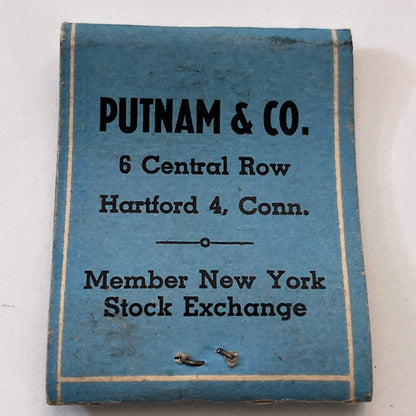 PUTNAM & CO.
6 Central Row
Hartford 4, Conn.
Member New York
Stock Exchange